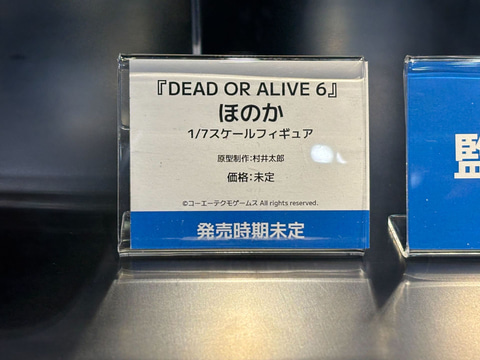 『DEAD OR ALIVE 6』
ほのか
1/7スケールフィギュア
原型制作:村井太郎
価格:未定
©コーエーテクモゲームス All rights reserved.
発売時期未定
監